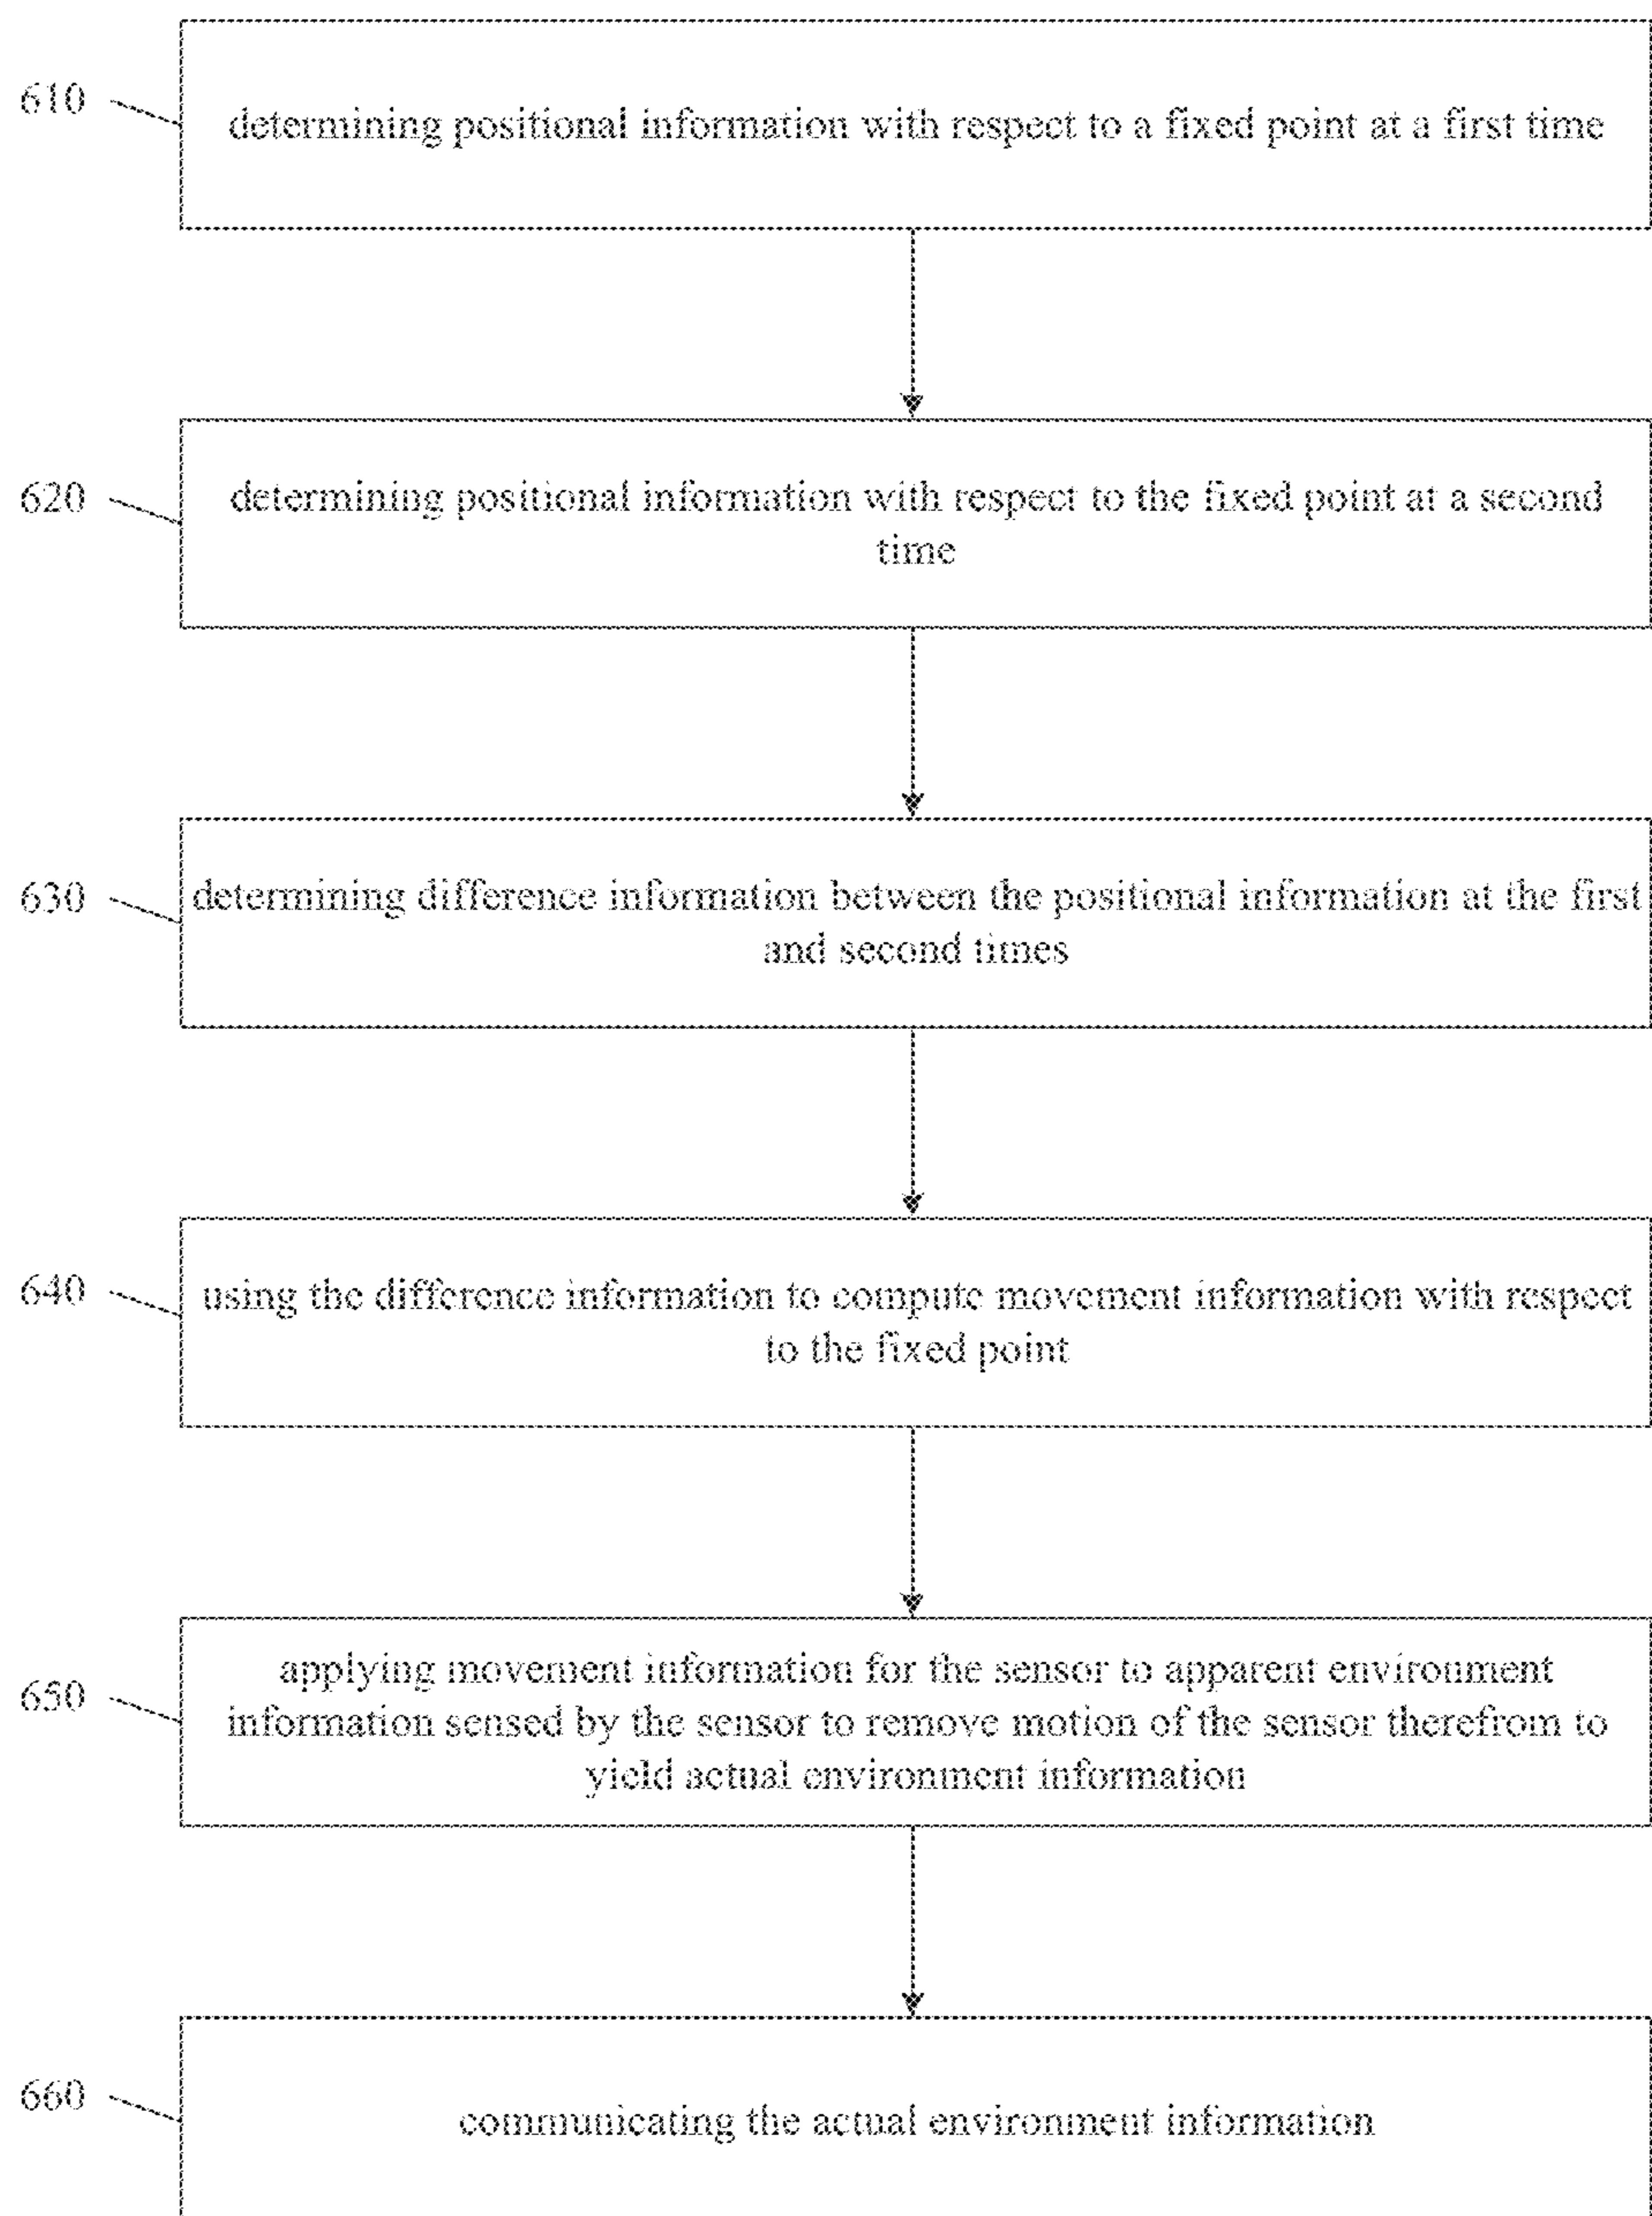 610
determining positional information with respect to a fixed point at a first time
620
determining positional information with respect to the fixed point at a second
time
630
determining difference information between the positional information at the first
and second times
640
using the difference information to compute movement information with respect
to the fixed point
650
applying movement information for the sensor to apparent environment
information sensed by the sensor to remove motion of the sensor therefrom to
yield actual environment information
660
communicating the actual environment information